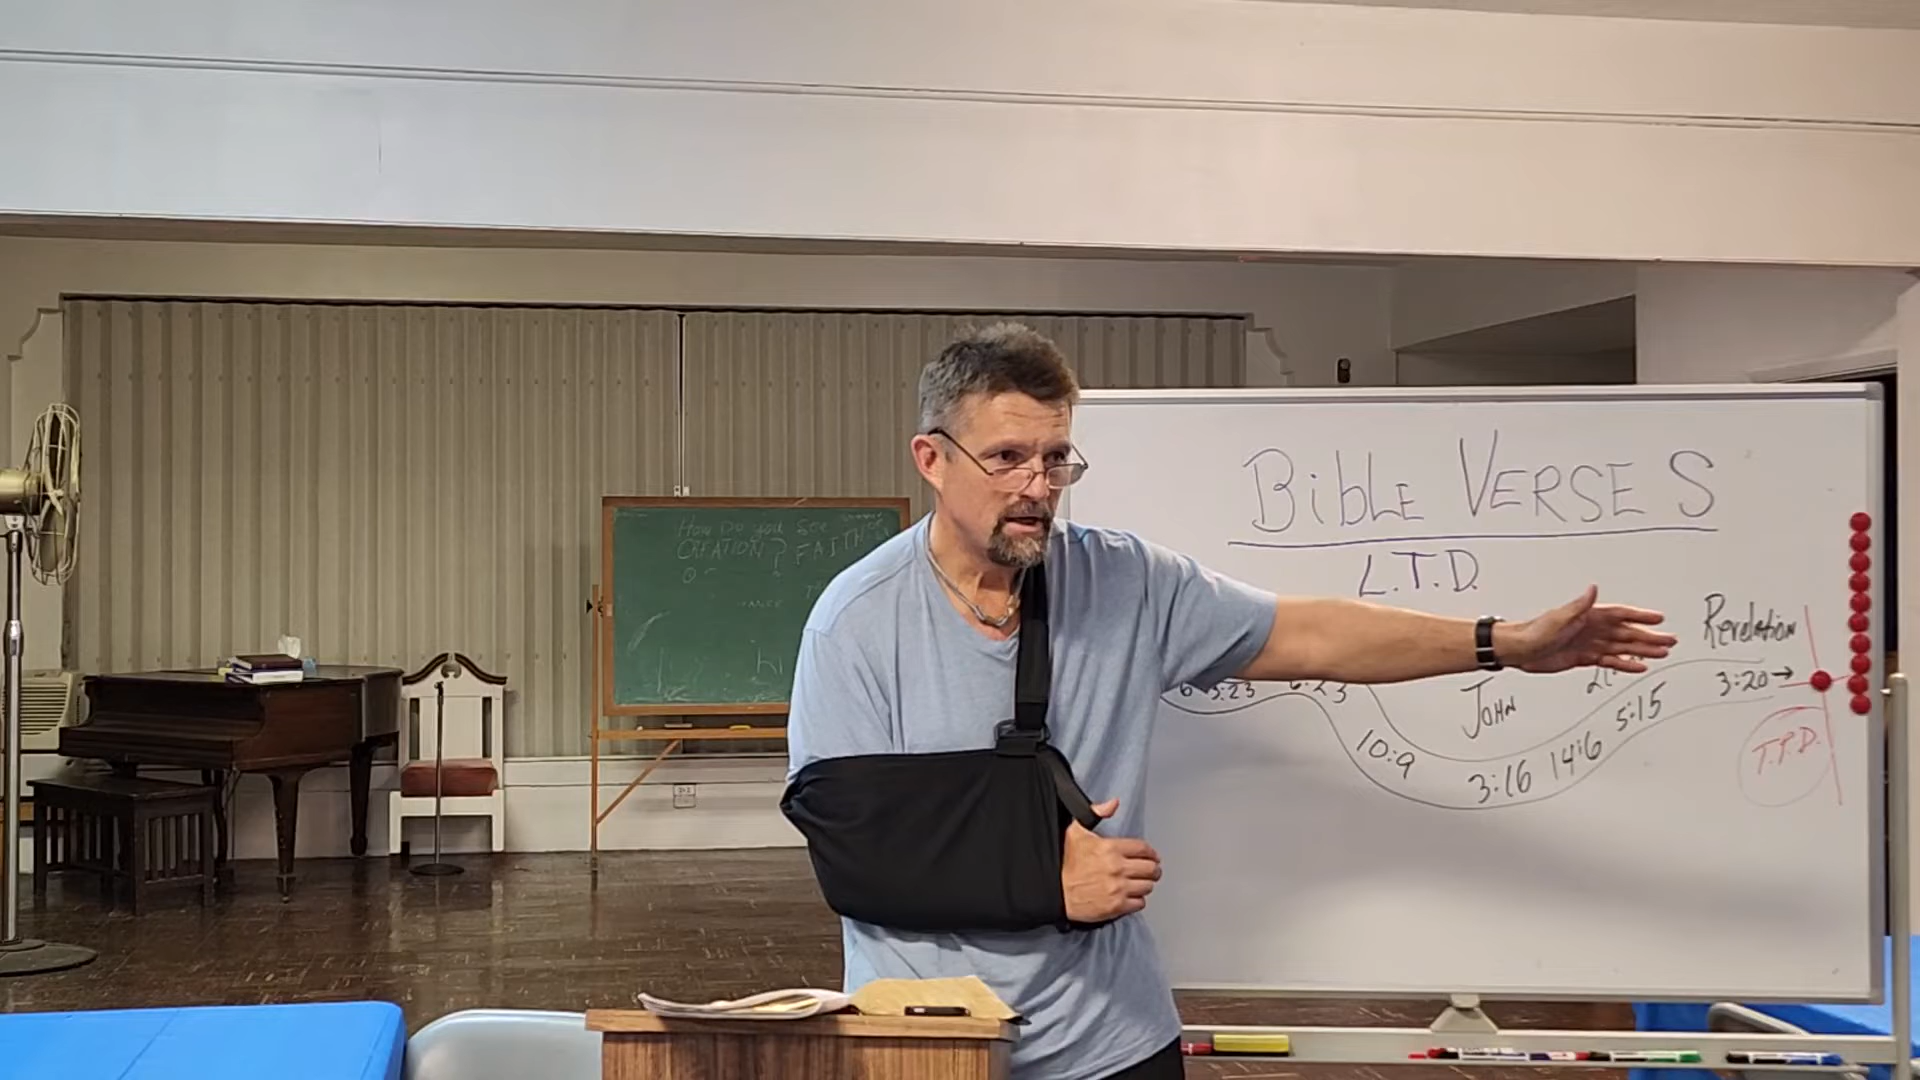 BiblE VERSES
L.T.D.
Revelation
3:20→
6 3:23 6:23
JOHN
5:15
10:9
3:16 14:6
T.P.D.
How Do you See
CREATION? FAITH